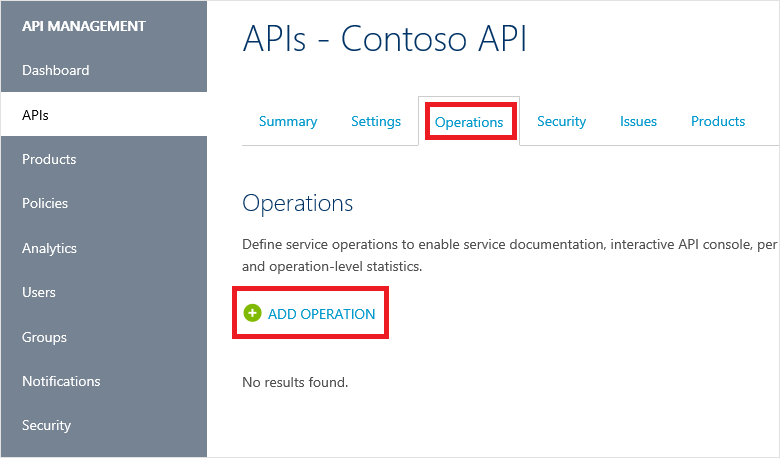 API MANAGEMENT
Dashboard
APIs
Products
Policies
Analytics
Users
Groups
Notifications
Security
APIs - Contoso API
Summary Settings Operations Security Issues Products
Operations
Define service operations to enable service documentation, interactive API console, per
and operation-level statistics.
ADD OPERATION
No results found.